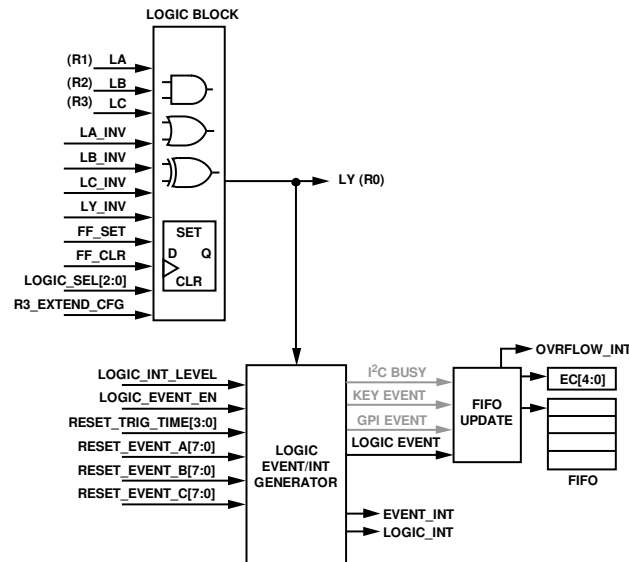 LOGIC BLOCK
(R1) LA
(R2) LB
(R3) LC
LA_INV
LB_INV
LC_INV
LY_INV
FF_SET
FF_CLR
LOGIC_SEL[2:0]
R3_EXTEND_CFG
SET
D Q
CLR
LY (R0)
LOGIC_INT_LEVEL
LOGIC_EVENT_EN
RESET_TRIG_TIME[3:0]
RESET_EVENT_A[7:0]
RESET_EVENT_B[7:0]
RESET_EVENT_C[7:0]
LOGIC
EVENT/INT
GENERATOR
I2C BUSY
KEY EVENT
GPI EVENT
LOGIC EVENT
EVENT_INT
LOGIC_INT
FIFO
UPDATE
OVRFLOW_INT
EC[4:0]
FIFO